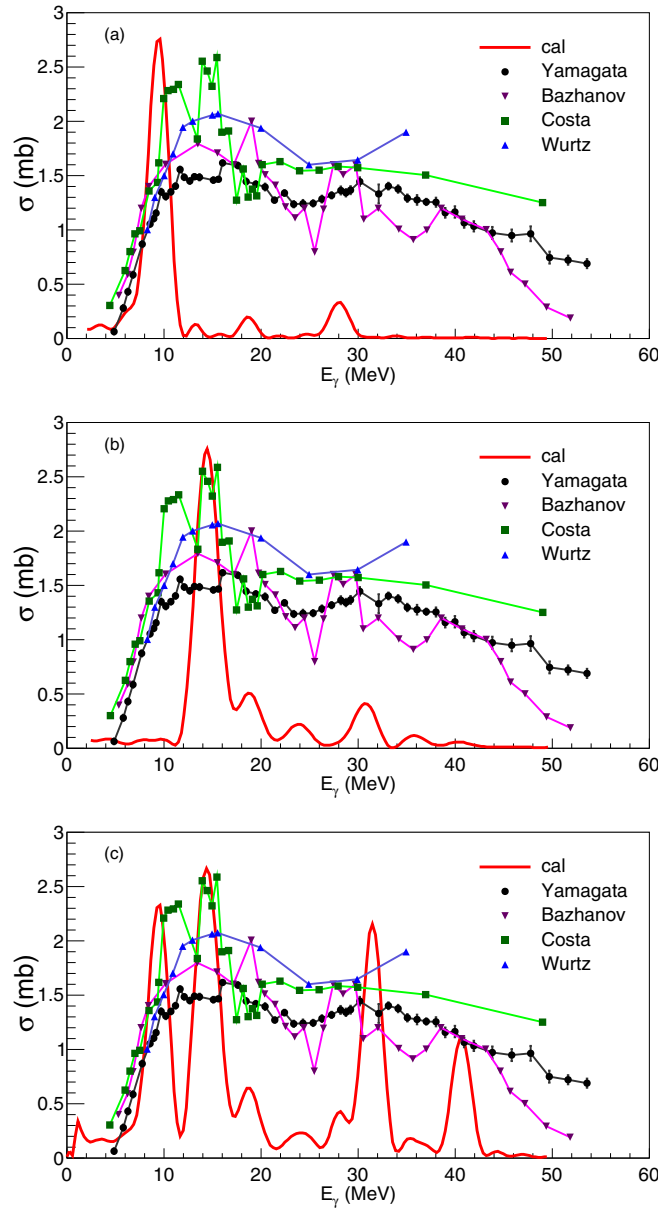 (a)
cal
Yamagata
Bazhanov
Costa
Wurtz
σ (mb)
3
2.5
2
1.5
1
0.5
0
0 10 20 30 40 50 60
Eγ (MeV)
(b)
cal
Yamagata
Bazhanov
Costa
Wurtz
σ (mb)
3
2.5
2
1.5
1
0.5
0
0 10 20 30 40 50 60
Eγ (MeV)
(c)
cal
Yamagata
Bazhanov
Costa
Wurtz
σ (mb)
3
2.5
2
1.5
1
0.5
0
0 10 20 30 40 50 60
Eγ (MeV)